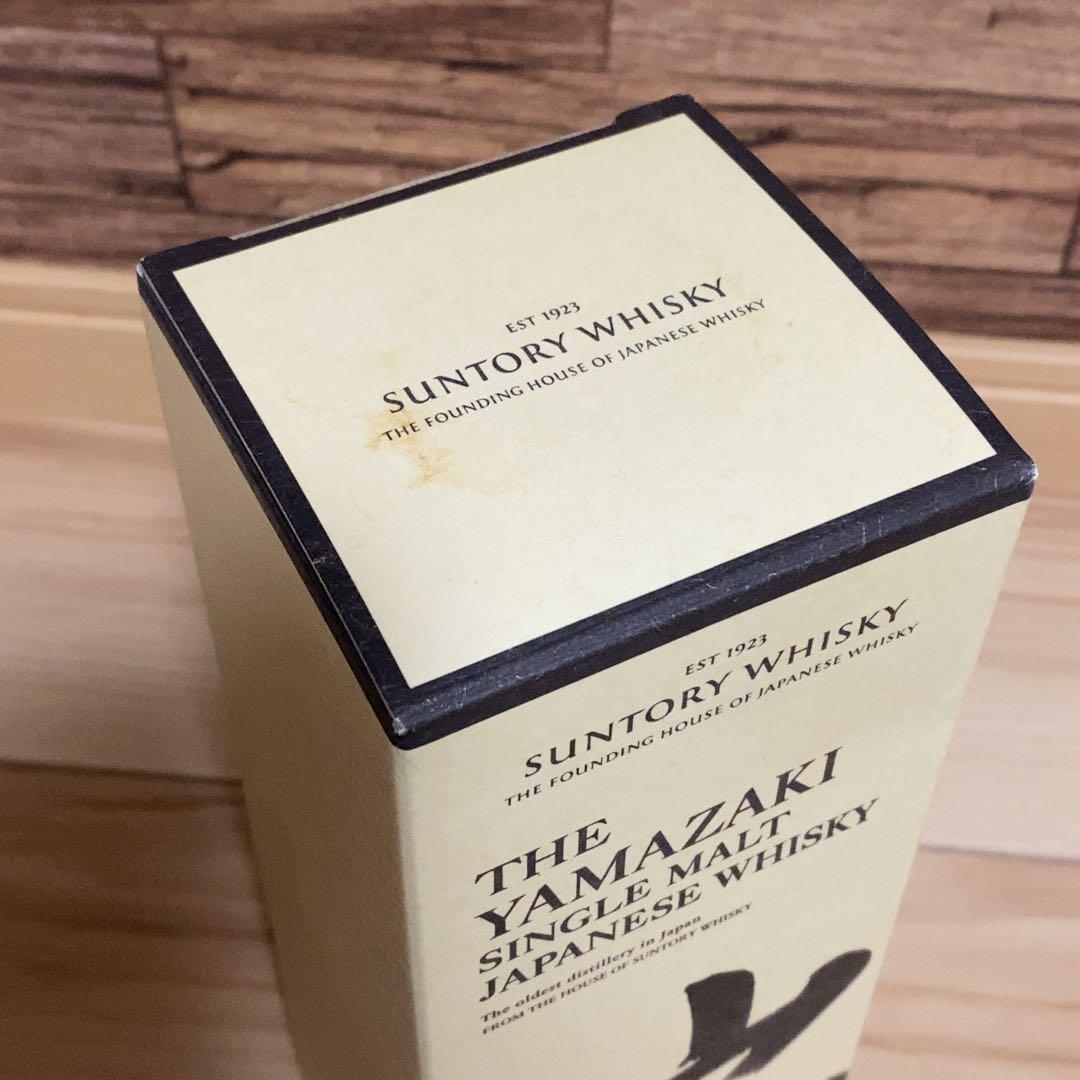 EST 1923
SUNTORY WHISKY
THE FOUNDING HOUSE OF JAPANESE WHISKY
EST 1923
SUNTORY WHISKY
THE FOUNDING HOUSE OF JAPANESE WHISKY
THE
YAMAZAKI
SINGLE MALT
JAPANESE WHISKY
The oldest distillery in Japan
FROM THE HOUSE OF SUNTORY WHISKY